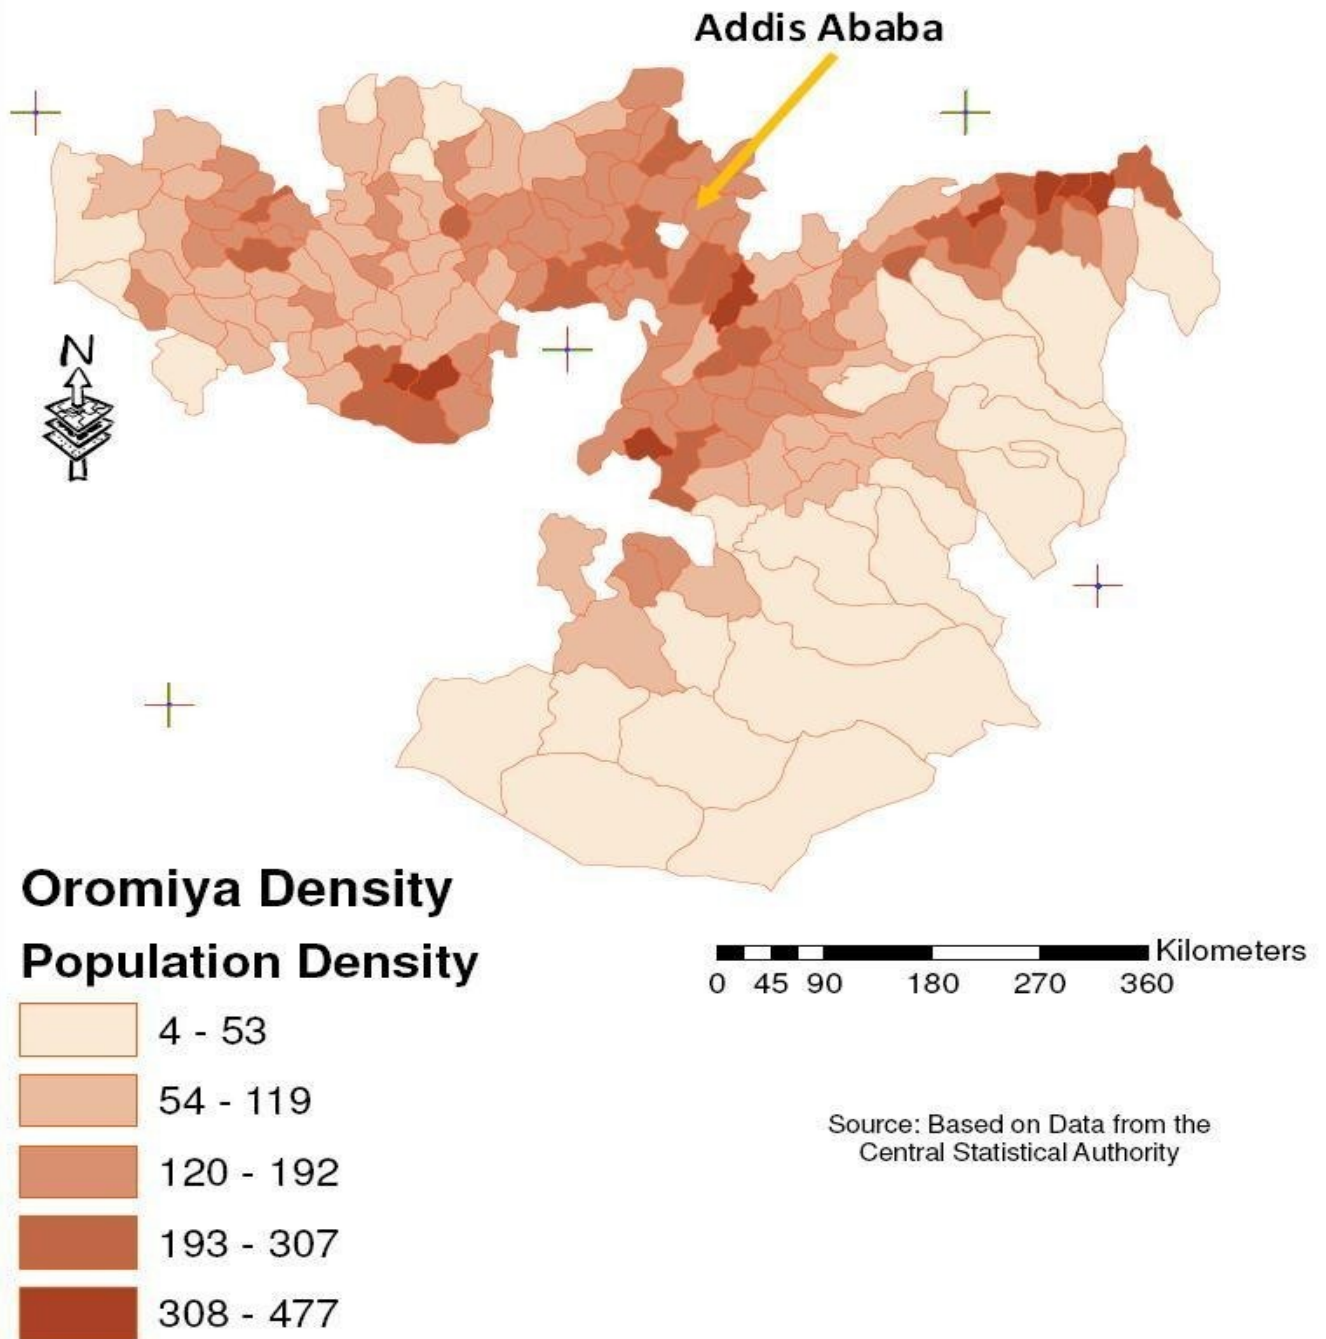 Addis Ababa
N
Oromiya Density
Population Density
4 - 53
54 - 119
120 - 192
193 - 307
308 - 477
Kilometers
0 45 90 180 270 360
Source: Based on Data from the
Central Statistical Authority